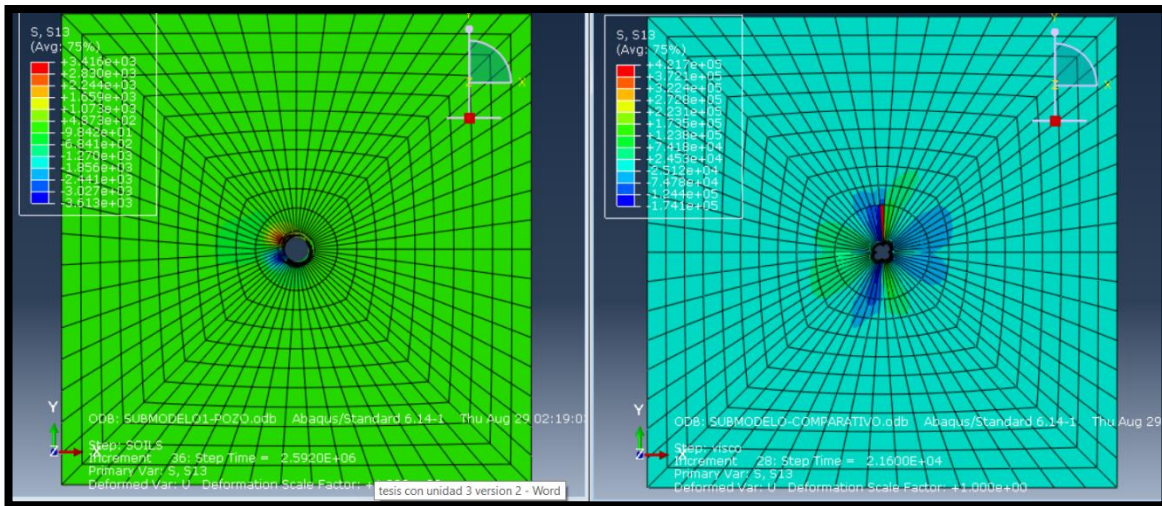 S, S13
(Avg: 75%)
+3.416e+03
+2.830e+03
+2.244e+03
+1.659e+03
+1.073e+03
+4.873e+02
-9.842e+01
-6.841e+02
-1.270e+03
-1.856e+03
-2.441e+03
-3.027e+03
-3.613e+03
Y
X
Z
Y
Z
X
ODB: SUBMODELO1-POZO.odb Abaqus/Standard 6.14-1 Thu Aug 29 02:19:0
Step: SOILS
Increment 36: Step Time = 2.5920E+06
Primary Var: S, S13
Deformed Var: U Deformation Scale Factor:
tesis con unidad 3 version 2 - Word
S, S13
(Avg: 75%)
+4.217e+05
+3.721e+05
+3.224e+05
+2.728e+05
+2.231e+05
+1.735e+05
+1.238e+05
+7.418e+04
+2.453e+04
-2.512e+04
-7.478e+04
-1.244e+05
-1.741e+05
Y
Z
X
Y
Z
X
ODB: SUBMODELO-COMPARATIVO.odb Abaqus/Standard 6.14-1 Thu Aug 29
Step: visco
Increment 28: Step Time = 2.1600E+04
Primary Var: S, S13
Deformed Var: U Deformation Scale Factor: +1.000e+00